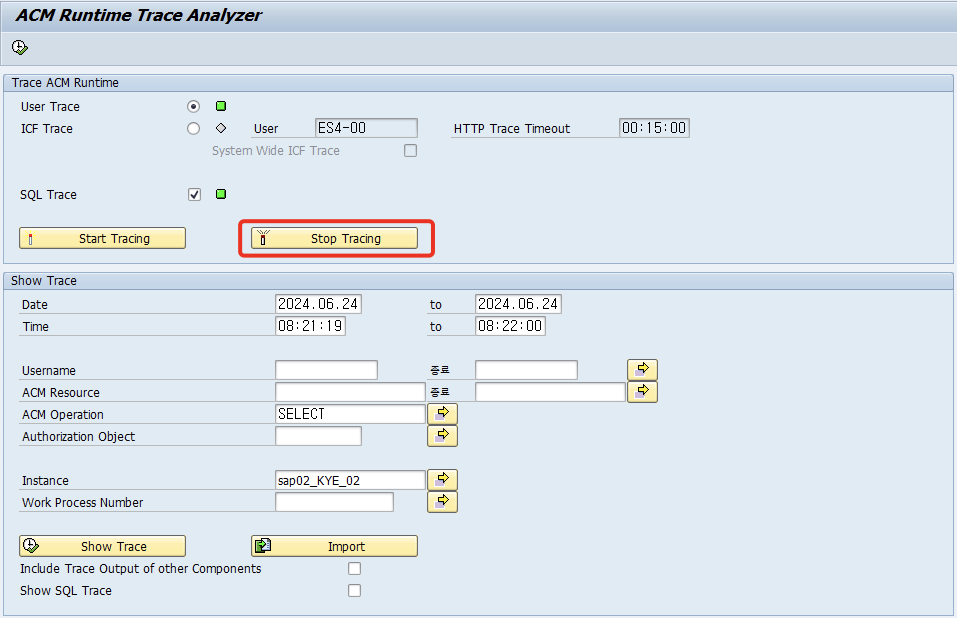 ACM Runtime Trace Analyzer
Trace ACM Runtime
User Trace
ICF Trace User ES4-00 HTTP Trace Timeout 00:15:00
System Wide ICF Trace
SQL Trace
Start Tracing Stop Tracing
Show Trace
Date 2024.06.24 to 2024.06.24
Time 08:21:19 to 08:22:00
Username 종료
ACM Resource 종료
ACM Operation SELECT
Authorization Object
Instance sap02_KYE_02
Work Process Number
Show Trace Import
Include Trace Output of other Components
Show SQL Trace